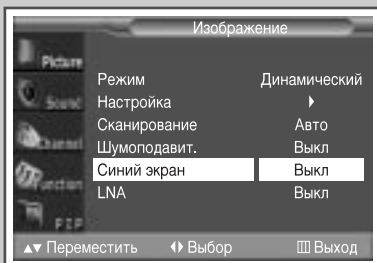 Изображение
Picture
Режим Динамический
Sound
Настройка
Сканирование Авто
Channel
Шумоподавит. Выкл
Function
Синий экран Выкл
LNA Выкл
PIP
Переместить Выбор Выход